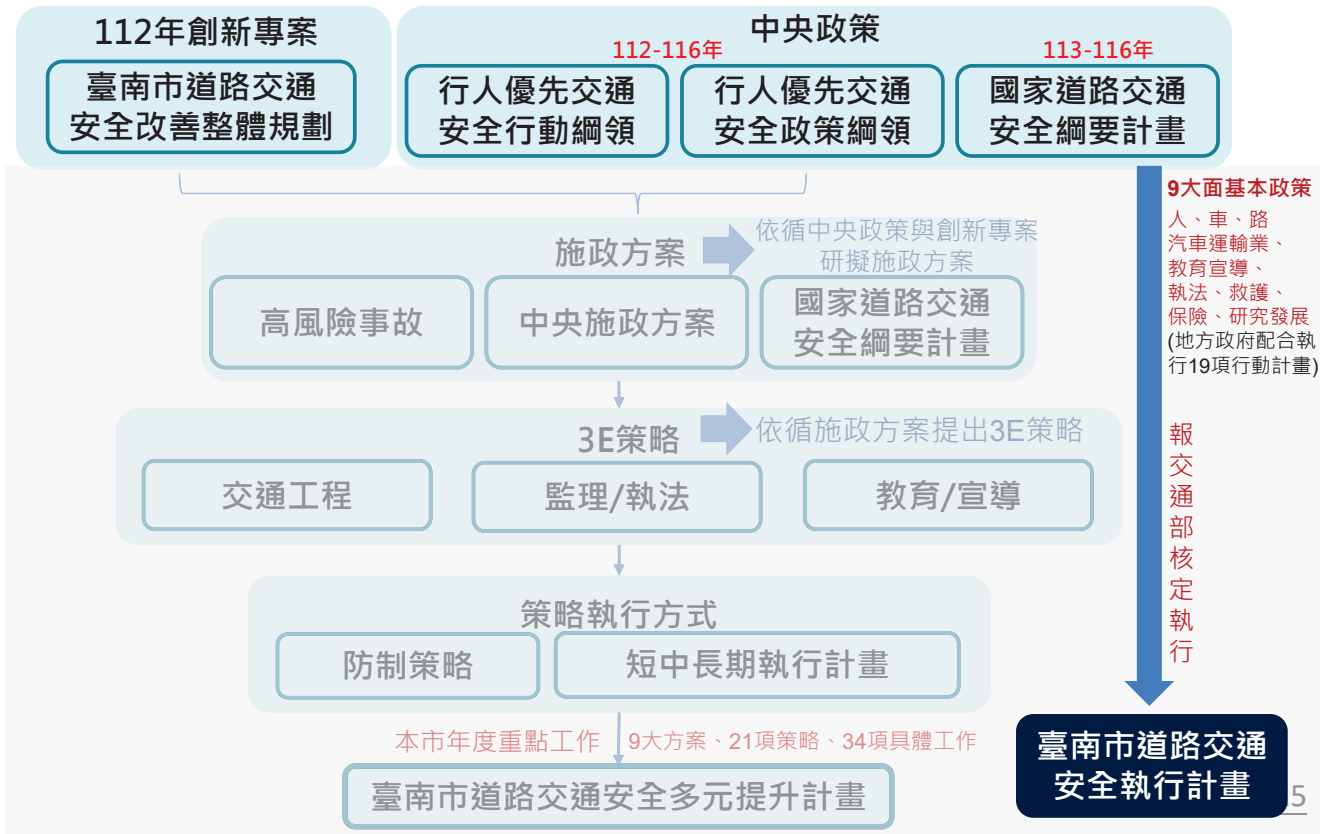 112年創新專案
臺南市道路交通
安全改善整體規劃
中央政策
112-116年
113-116年
行人優先交通
安全行動綱領
行人優先交通
安全政策綱領
國家道路交通
安全綱要計畫
9大面基本政策
人、車、路
汽車運輸業、
教育宣導、
執法、救護、
保險、研究發展
(地方政府配合執
行19項行動計畫)
施政方案
依循中央政策與創新專案
研擬施政方案
高風險事故
中央施政方案
國家道路交通
安全綱要計畫
3E策略
依循施政方案提出3E策略
交通工程
監理/執法
教育/宣導
報交通部核定執行
策略執行方式
防制策略
短中長期執行計畫
本市年度重點工作
9大方案、21項策略、34項具體工作
臺南市道路交通安全多元提升計畫
臺南市道路交通
安全執行計畫